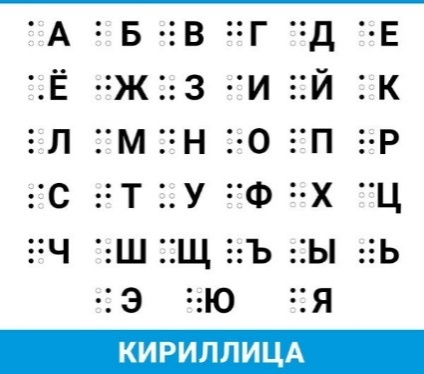 А Б В Г Д Е
Ё Ж З И Й К
Л М Н О П Р
С Т У Ф Х Ц
Ч Ш Щ Ъ Ы Ь
Э Ю Я
КИРИЛЛИЦА